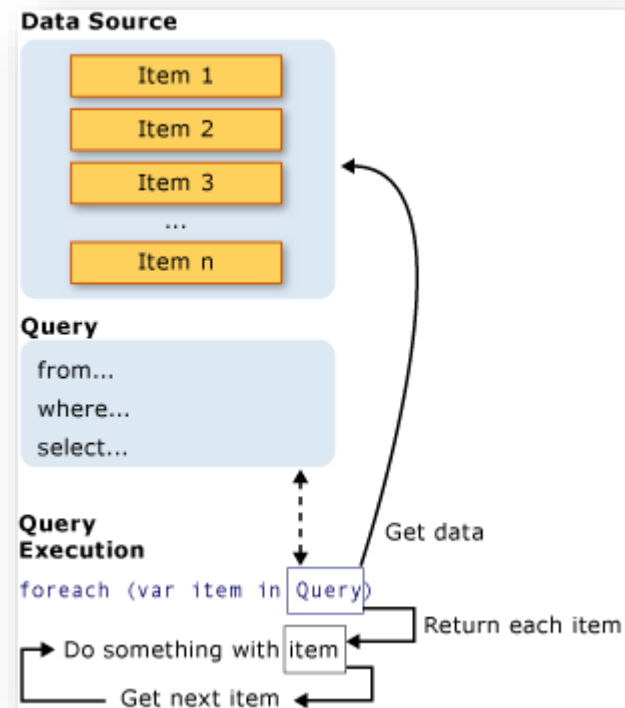 Data Source
Item 1
Item 2
Item 3
...
Item n
Query
from...
where...
select...
Query
Execution
Get data
foreach (var item in Query)
Return each item
Do something with item
Get next item